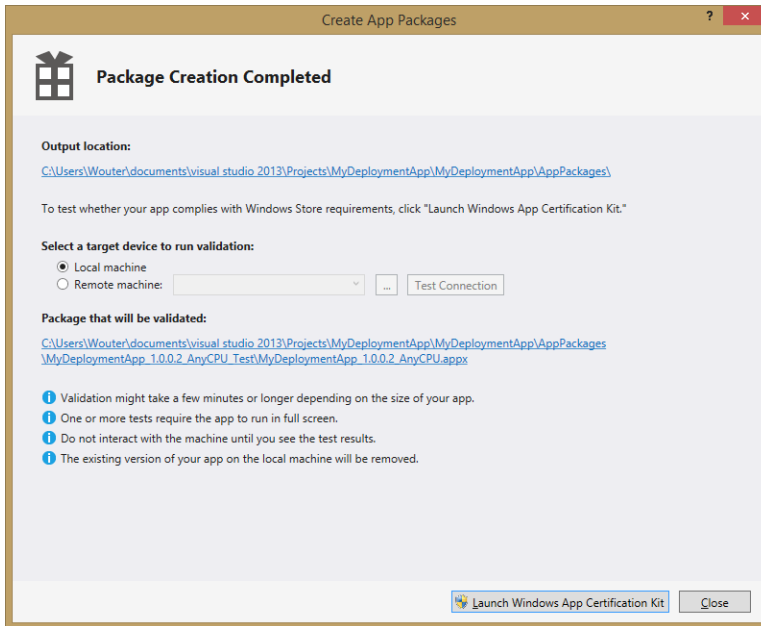 Create App Packages
?
x
Package Creation Completed
Output location:
C:\Users\Wouter\documents\visual studio 2013\Projects\MyDeploymentApp\MyDeploymentApp\AppPackages\
To test whether your app complies with Windows Store requirements, click "Launch Windows App Certification Kit."
Select a target device to run validation:
Local machine
Remote machine:
...
Test Connection
Package that will be validated:
C:\Users\Wouter\documents\visual studio 2013\Projects\MyDeploymentApp\MyDeploymentApp\AppPackages
\MyDeploymentApp_1.0.0.2_AnyCPU_Test\MyDeploymentApp_1.0.0.2_AnyCPU.appx
Validation might take a few minutes or longer depending on the size of your app.
One or more tests require the app to run in full screen.
Do not interact with the machine until you see the test results.
The existing version of your app on the local machine will be removed.
Launch Windows App Certification Kit
Close